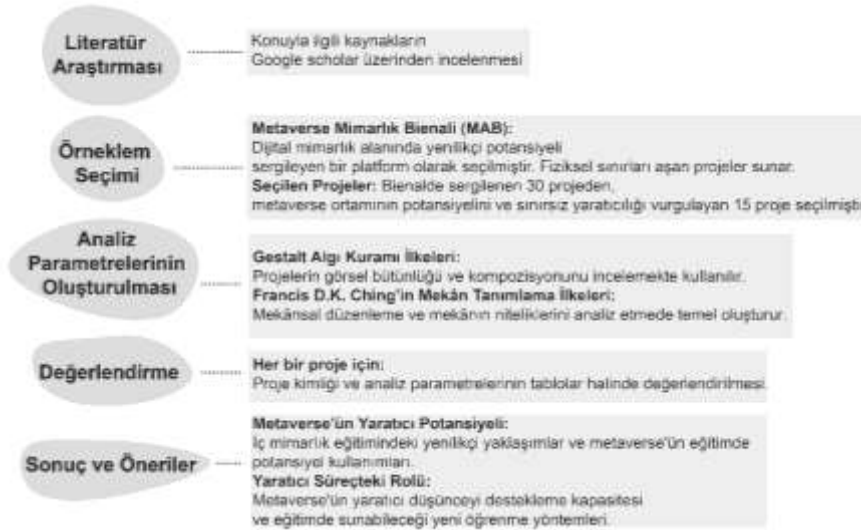 Literatür
Araştırması
Konuyla ilgili kaynakların
Google scholar üzerinden incelenmesi
Örneklem
Seçimi
Metaverse Mimarlık Bienali (MAB):
Dijital mimarlık alanında yenilikçi potansiyeli
sergileyen bir platform olarak seçilmiştir. Fiziksel sınırları aşan projeler sunar.
Seçilen Projeler: Bienalde sergilenen 30 projeden,
metaverse ortamının potansiyelini ve sınırsız yaratıcılığı vurgulayan 15 proje seçilmişti
Analiz
Parametrelerinin
Oluşturulması
Gestalt Algı Kuramı İlkeleri:
Projelerin görsel bütünlüğü ve kompozisyonunu incelemekte kullanılır.
Francis D.K. Ching'in Mekân Tanımlama İlkeleri:
Mekânsal düzenleme ve mekânın niteliklerini analiz etmede temel oluşturur.
Değerlendirme
Her bir proje için:
Proje kimliği ve analiz parametrelerinin tablolar halinde değerlendirilmesi.
Sonuç ve Öneriler
Metaverse'ün Yaratıcı Potansiyeli:
İç mimarlık eğitimindeki yenilikçi yaklaşımlar ve metaverse'ün eğitimde
potansiyel kullanımları.
Yaratıcı Süreçteki Rolü:
Metaverse'ün yaratıcı düşünceyi destekleme kapasitesi
ve eğitimde sunabileceği yeni öğrenme yöntemleri.